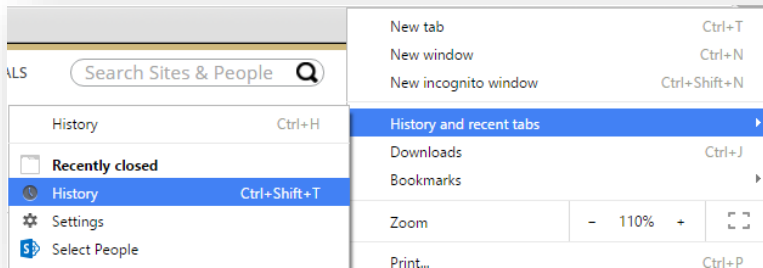 ALS
Search Sites & People
History Ctrl+H
Recently closed
History Ctrl+Shift+T
Settings
Select People
New tab Ctrl+T
New window Ctrl+N
New incognito window Ctrl+Shift+N
History and recent tabs
Downloads Ctrl+J
Bookmarks
Zoom - 110% +
Print... Ctrl+P